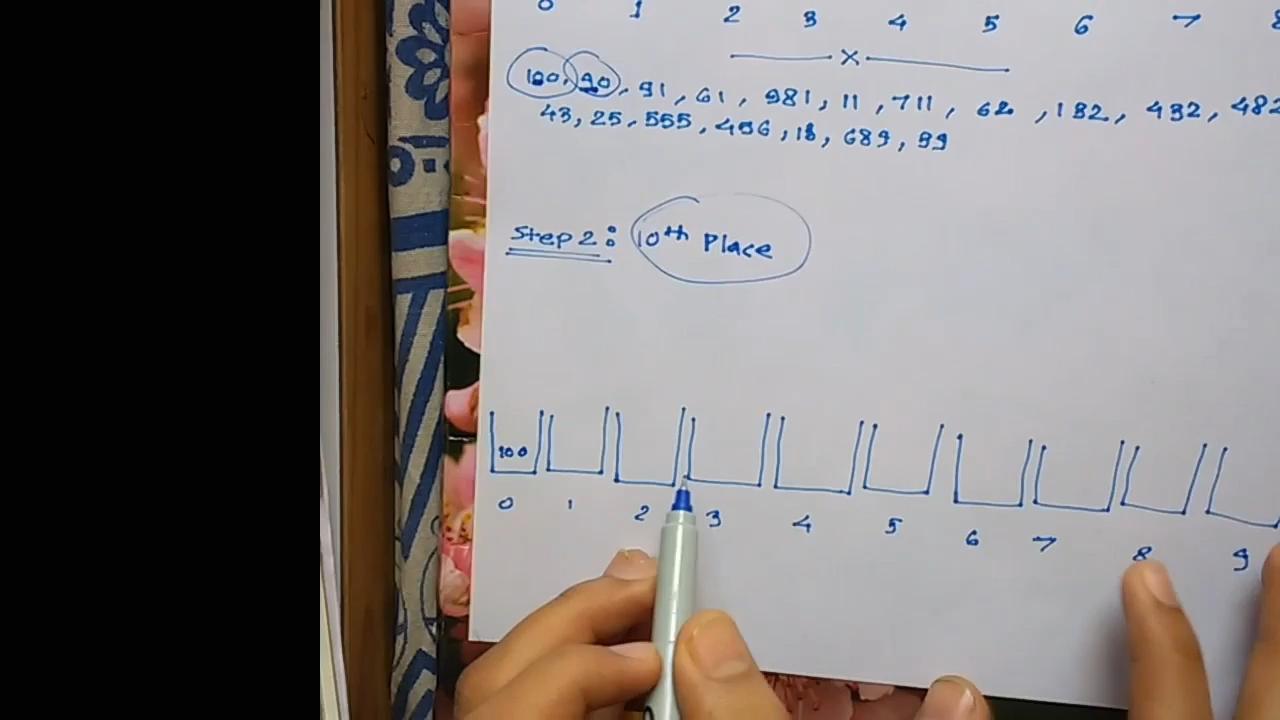 0 1 2 3 4 5 6 7 8
x
100, 90, 91, 61, 981, 11, 711, 62, 132, 432, 482
43, 25, 555, 456, 18, 689, 99
Step 2: 10th Place
100
0 1 2 3 4 5 6 7 8 9